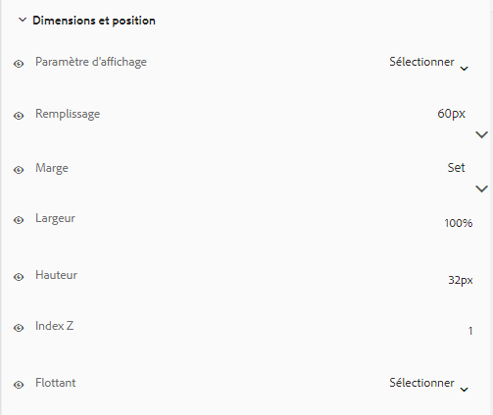 Dimensions et position
Paramètre d'affichage Sélectionner
Remplissage 60px
Marge Set
Largeur 100%
Hauteur 32px
Index Z 1
Flottant Sélectionner